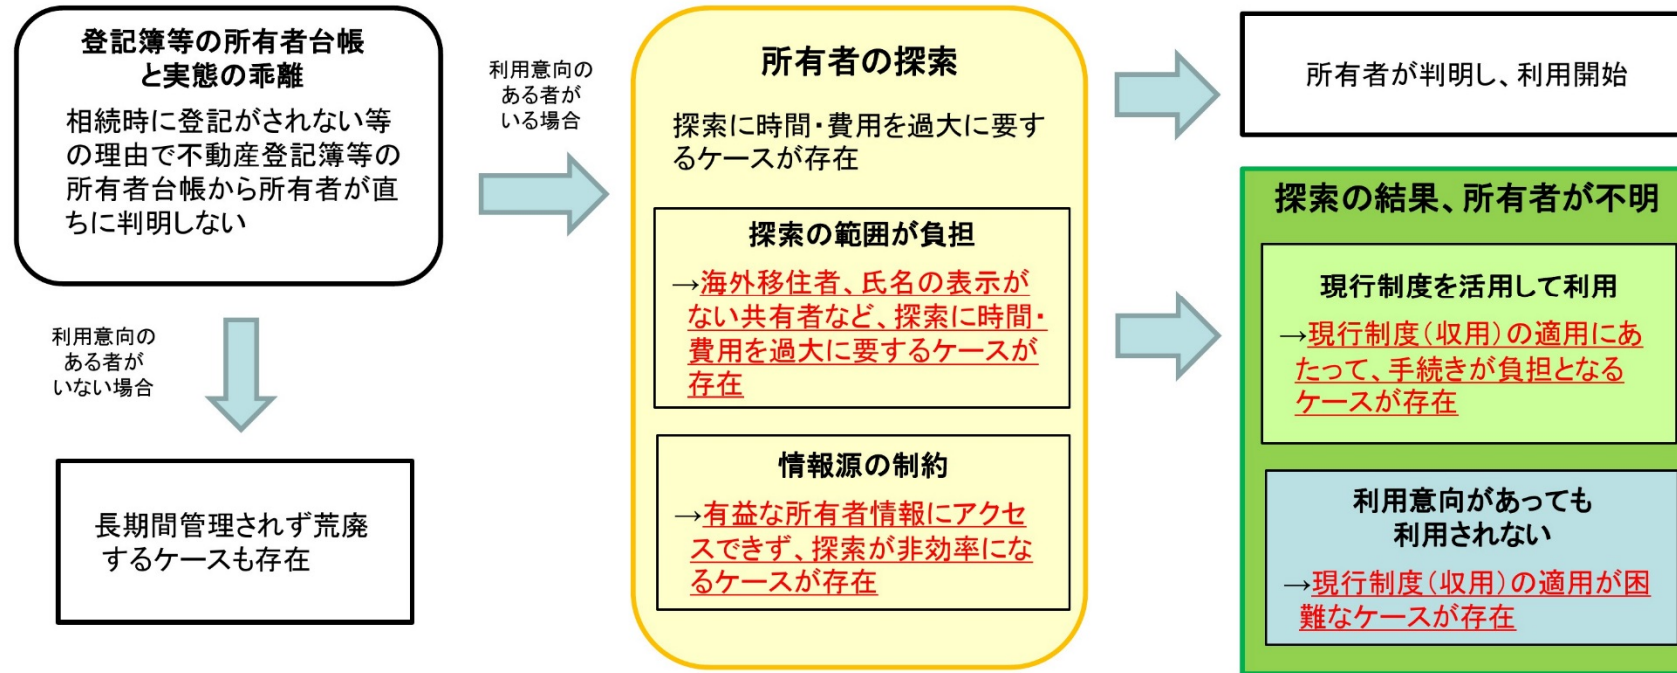 登記簿等の所有者台帳
と実態の乖離
相続時に登記がされない等
の理由で不動産登記簿等の
所有者台帳から所有者が直
ちに判明しない
利用意向の
ある者が
いる場合
利用意向の
ある者が
いない場合
長期間管理されず荒廃
するケースも存在
所有者の探索
探索に時間・費用を過大に要す
るケースが存在
探索の範囲が負担
→海外移住者、氏名の表示が
ない共有者など、探索に時間・
費用を過大に要するケースが
存在
情報源の制約
→有益な所有者情報にアクセ
スできず、探索が非効率にな
るケースが存在
所有者が判明し、利用開始
探索の結果、所有者が不明
現行制度を活用して利用
→現行制度(収用)の適用にあ
たって、手続きが負担となる
ケースが存在
利用意向があっても
利用されない
→現行制度(収用)の適用が困
難なケースが存在